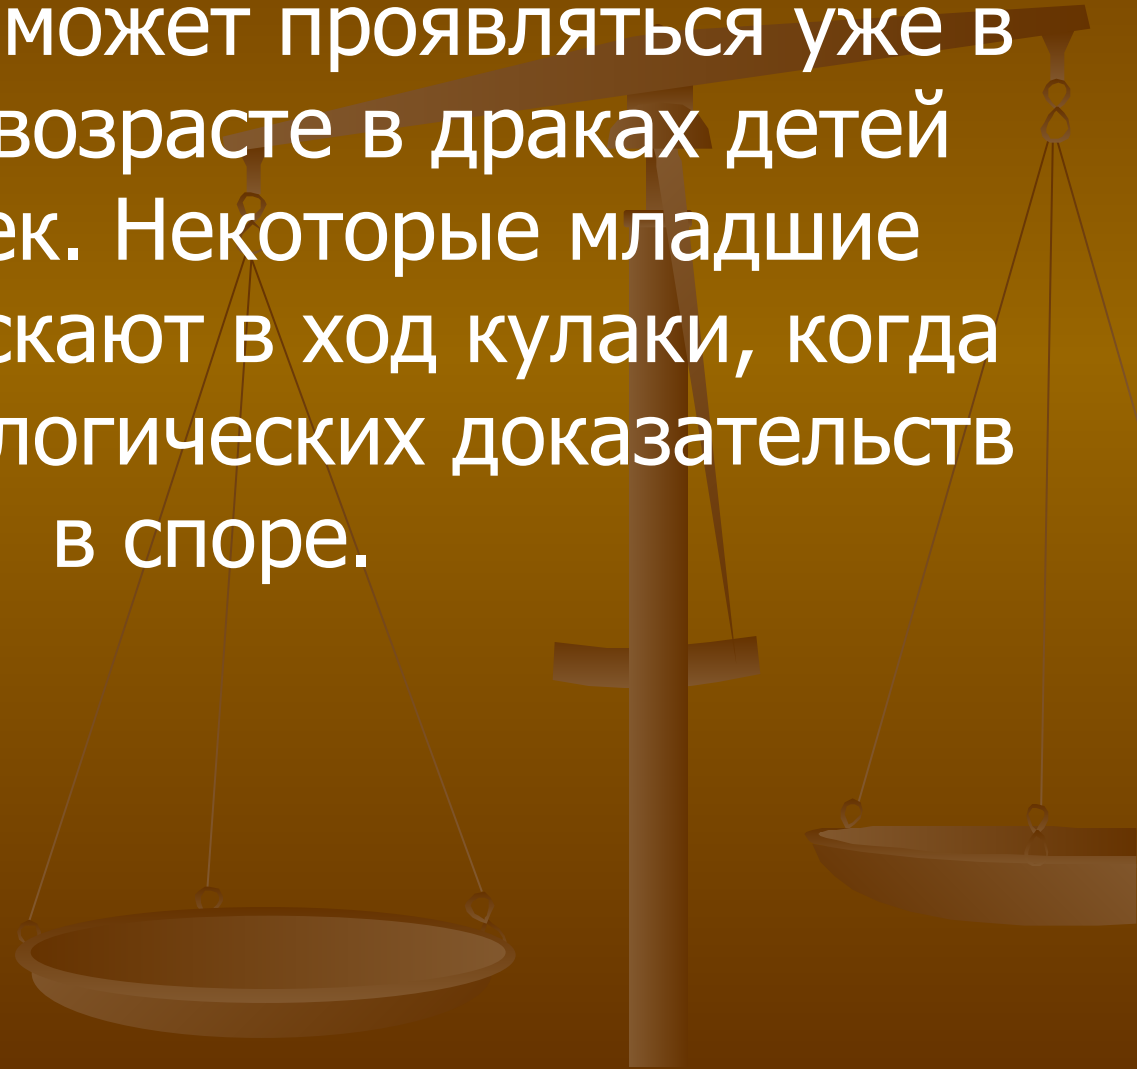 может проявляться уже в
возрасте в драках детей
ек. Некоторые младшие
скают в ход кулаки, когда
логических доказательств
в споре.